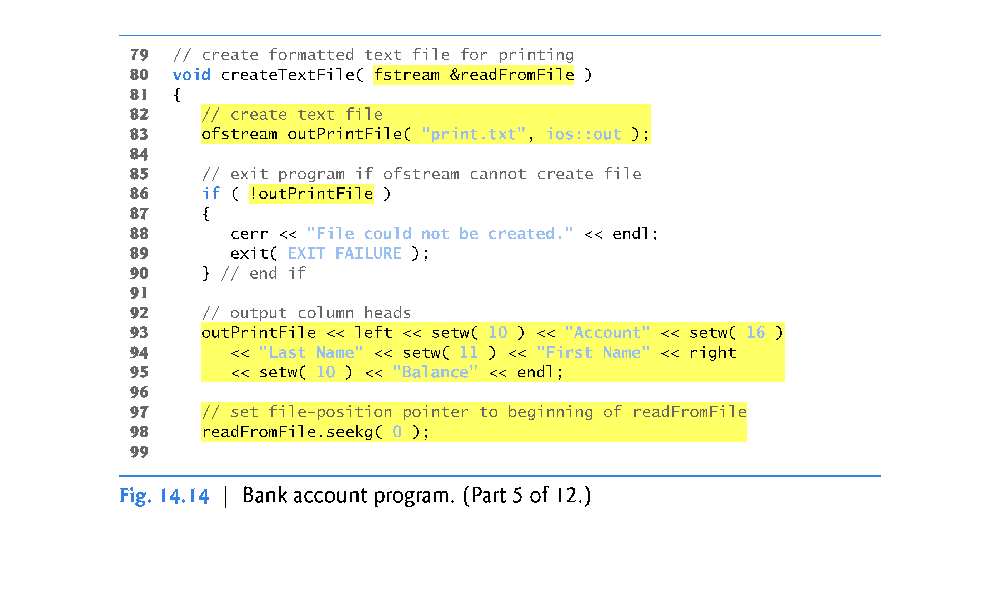 79 // create formatted text file for printing
80 void createTextFile( fstream &readFromFile )
81 {
82 // create text file
83 ofstream outPrintFile( "print.txt", ios::out );
84
85 // exit program if ofstream cannot create file
86 if ( !outPrintFile )
87 {
88 cerr << "File could not be created." << endl;
89 exit( EXIT_FAILURE );
90 } // end if
91
92 // output column heads
93 outPrintFile << left << setw( 10 ) << "Account" << setw( 16 )
94 << "Last Name" << setw( 11 ) << "First Name" << right
95 << setw( 10 ) << "Balance" << endl;
96
97 // set file-position pointer to beginning of readFromFile
98 readFromFile.seekg( 0 );
99
Fig. 14.14 | Bank account program. (Part 5 of 12.)